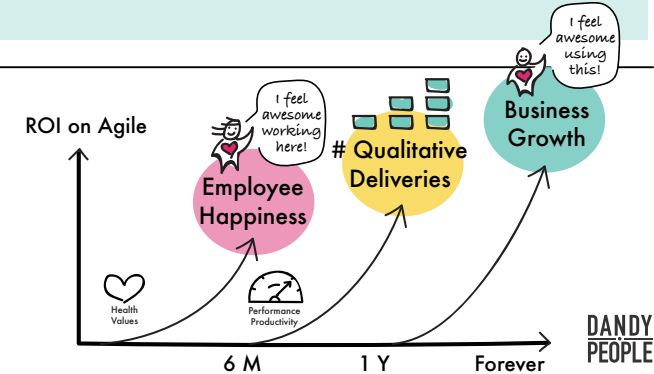 I feel
awesome
using
this!
I feel
awesome
working
here!
ROI on Agile
Business
Growth
# Qualitative
Deliveries
Employee
Happiness
Health
Values
Performance
Productivity
6 M
1 Y
Forever
DANDY
PEOPLE